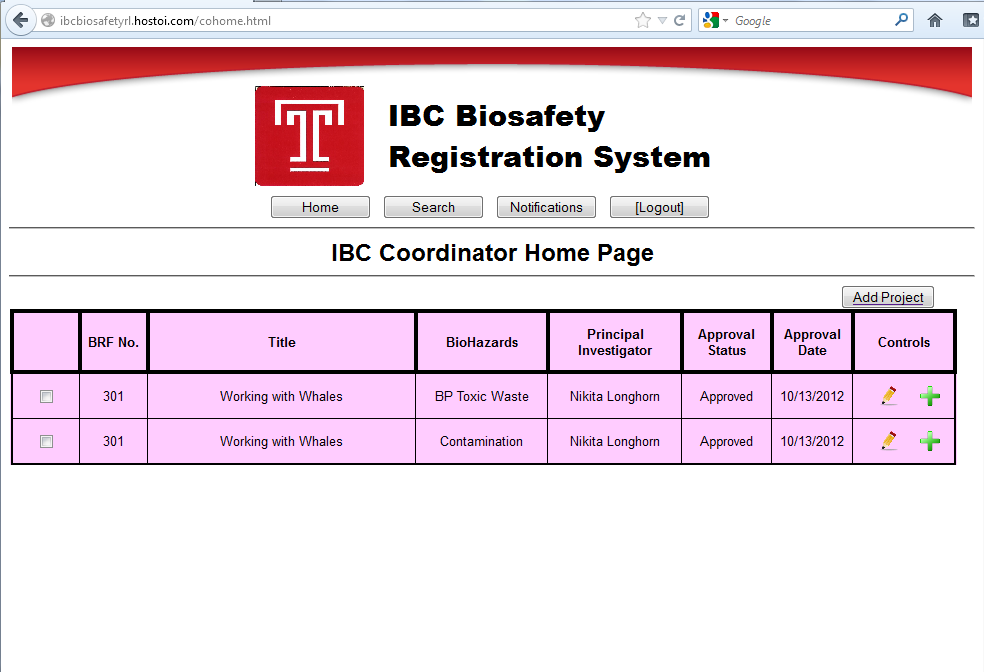 ibcbiosafetyrl.hostoi.com/cohome.html
Google
T
IBC Biosafety
Registration System
Home Search Notifications [Logout]
IBC Coordinator Home Page
Add Project
BRF No. Title BioHazards Principal Investigator Approval Status Approval Date Controls
301 Working with Whales BP Toxic Waste Nikita Longhorn Approved 10/13/2012
301 Working with Whales Contamination Nikita Longhorn Approved 10/13/2012